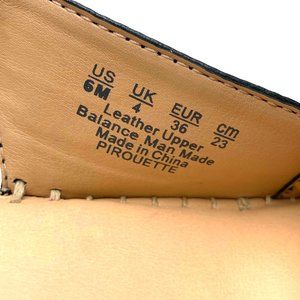 US UK EUR cm
6M 4 36 23
Leather Upper
Balance Man Made
Made in China
PIROUETTE